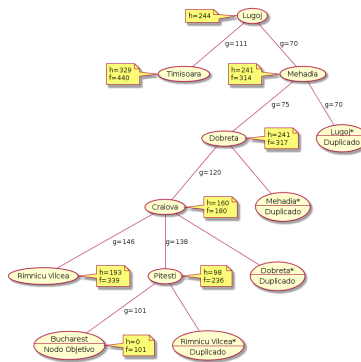 h=244
Lugoj
g=111
g=70
h=329
f=440
Timisoara
h=241
f=314
Mehadia
g=75
g=70
Dobreta
h=241
f=317
Lugoj*
Duplicado
g=120
Craiova
h=160
f=180
Mehadia*
Duplicado
g=146
g=138
Rimnicu Vilcea
h=193
f=339
Pitesti
h=98
f=236
Dobreta*
Duplicado
g=101
Bucharest
Nodo Objetivo
h=0
f=101
Rimnicu Vilcea*
Duplicado